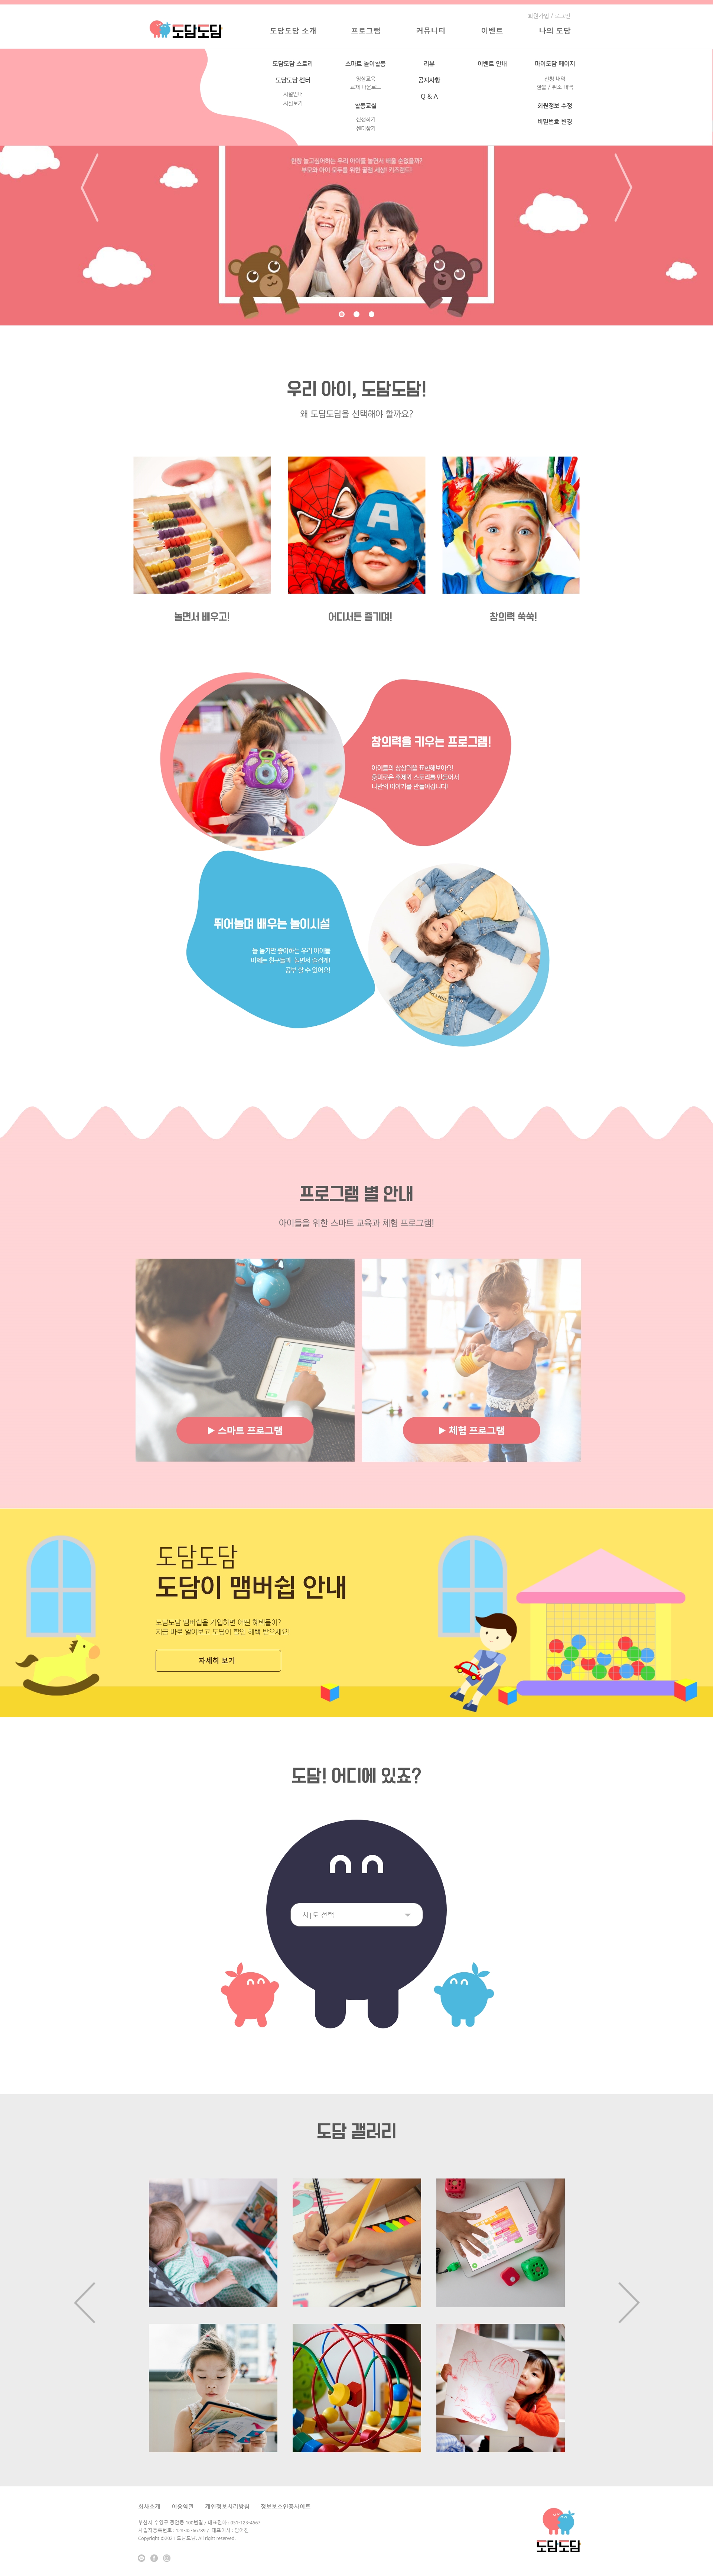 회원가입 / 로그인
도담도담
도담도담 소개
프로그램
커뮤니티
이벤트
나의 도담
도담도담 스토리
도담도담 센터
시설안내
시설보기
스마트 놀이활동
영상교육
교재 다운로드
활동교실
신청하기
센터찾기
리뷰
공지사항
Q & A
이벤트 안내
마이도담 페이지
신청 내역
환불 / 취소 내역
회원정보 수정
비밀번호 변경
한창 놀고싶어하는 우리 아이들 놀면서 배울 순없을까?
부모와 아이 모두를 위한 꿀잼 세상! 키즈랜드!
우리 아이, 도담도담!
왜 도담도담을 선택해야 할까요?
놀면서 배우고!
어디서든 즐기며!
창의력 쑥쑥!
창의력을 키우는 프로그램!
아이들의 상상력을 표현해보아요!
흥미로운 주제와 스토리를 만들어서
나만의 이야기를 만들어갑니다!
뛰어놀며 배우는 놀이시설
늘 놀기만 좋아하는 우리 아이들
이제는 친구들과 놀면서 즐겁게!
공부 할 수 있어요!
프로그램 별 안내
아이들을 위한 스마트 교육과 체험 프로그램!
▶ 스마트 프로그램
▶ 체험 프로그램
도담도담
도담이 맴버쉽 안내
도담도담 멤버쉽을 가입하면 어떤 혜택들이?
지금 바로 알아보고 도담이 할인 혜택 받으세요!
자세히 보기
도담! 어디에 있죠?
시|도 선택
도담 갤러리
회사소개
이용약관
개인정보처리방침
정보보호인증사이트
부산시 수영구 광안동 100번길 / 대표전화 : 051-123-4567
사업자등록번호 : 123-45-66789 / 대표이사 : 임여진
Copyright ©2021 도담도담. All right reserved.
도담도담